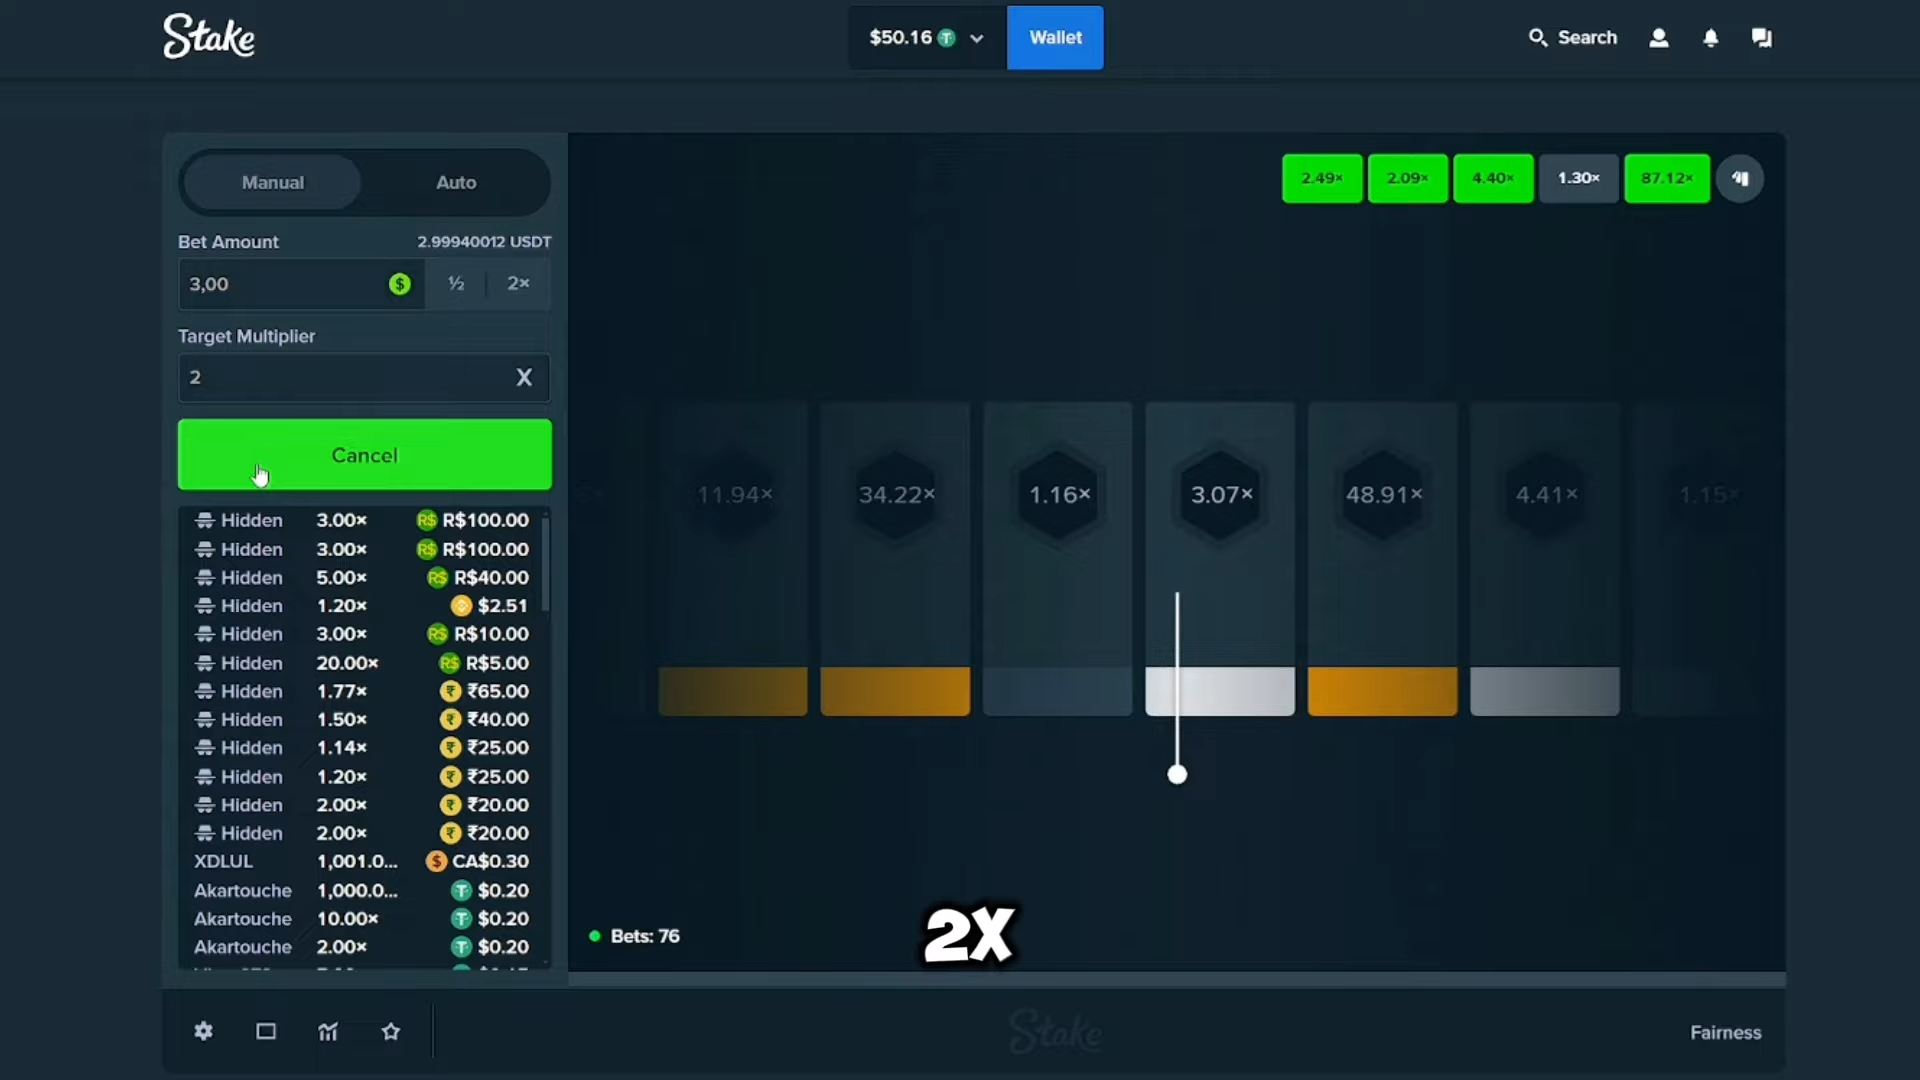 Stake
$50.16
Wallet
Search
Manual
Auto
Bet Amount
2.99940012 USDT
3,00
$
½
2×
Target Multiplier
2
X
Cancel
Hidden 3.00× R$ R$100.00
Hidden 3.00× R$ R$100.00
Hidden 5.00× R$ R$40.00
Hidden 1.20× $2.51
Hidden 3.00× R$ R$10.00
Hidden 20.00× R$ R$5.00
Hidden 1.77× ₹ ₹65.00
Hidden 1.50× ₹ ₹40.00
Hidden 1.14× ₹ ₹25.00
Hidden 1.20× ₹ ₹25.00
Hidden 2.00× ₹ ₹20.00
Hidden 2.00× ₹ ₹20.00
XDLUL 1,001.0... $ CA$0.30
Akartouche 1,000.0... $0.20
Akartouche 10.00× $0.20
Akartouche 2.00× $0.20
2.49×
2.09×
4.40×
1.30×
87.12×
11.94×
34.22×
1.16×
3.07×
48.91×
4.41×
1.15×
Bets: 76
2X
Stake
Fairness